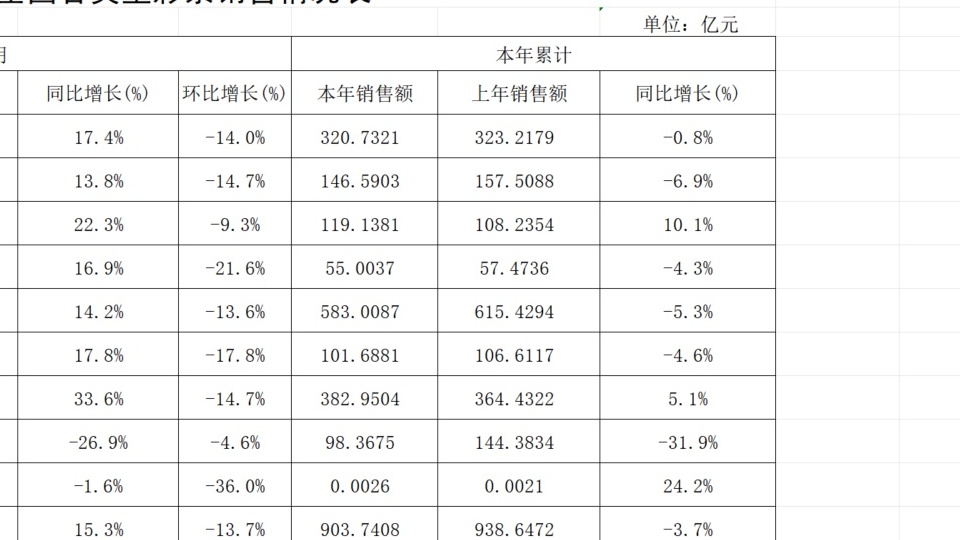 单位：亿元
月 本年累计
同比增长(%) 环比增长(%) 本年销售额 上年销售额 同比增长(%)
17.4% -14.0% 320.7321 323.2179 -0.8%
13.8% -14.7% 146.5903 157.5088 -6.9%
22.3% -9.3% 119.1381 108.2354 10.1%
16.9% -21.6% 55.0037 57.4736 -4.3%
14.2% -13.6% 583.0087 615.4294 -5.3%
17.8% -17.8% 101.6881 106.6117 -4.6%
33.6% -14.7% 382.9504 364.4322 5.1%
-26.9% -4.6% 98.3675 144.3834 -31.9%
-1.6% -36.0% 0.0026 0.0021 24.2%
15.3% -13.7% 903.7408 938.6472 -3.7%